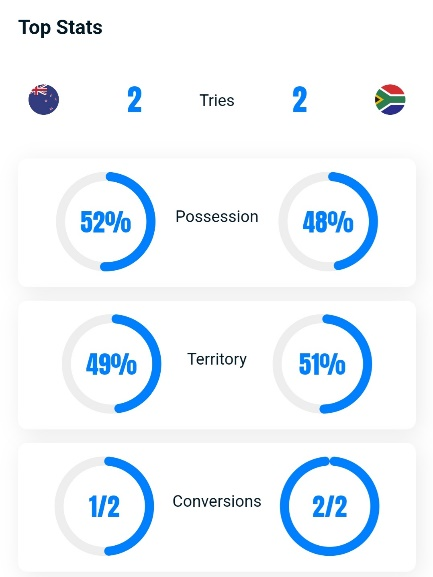 Top Stats
2 Tries 2
52% Possession 48%
49% Territory 51%
1/2 Conversions 2/2